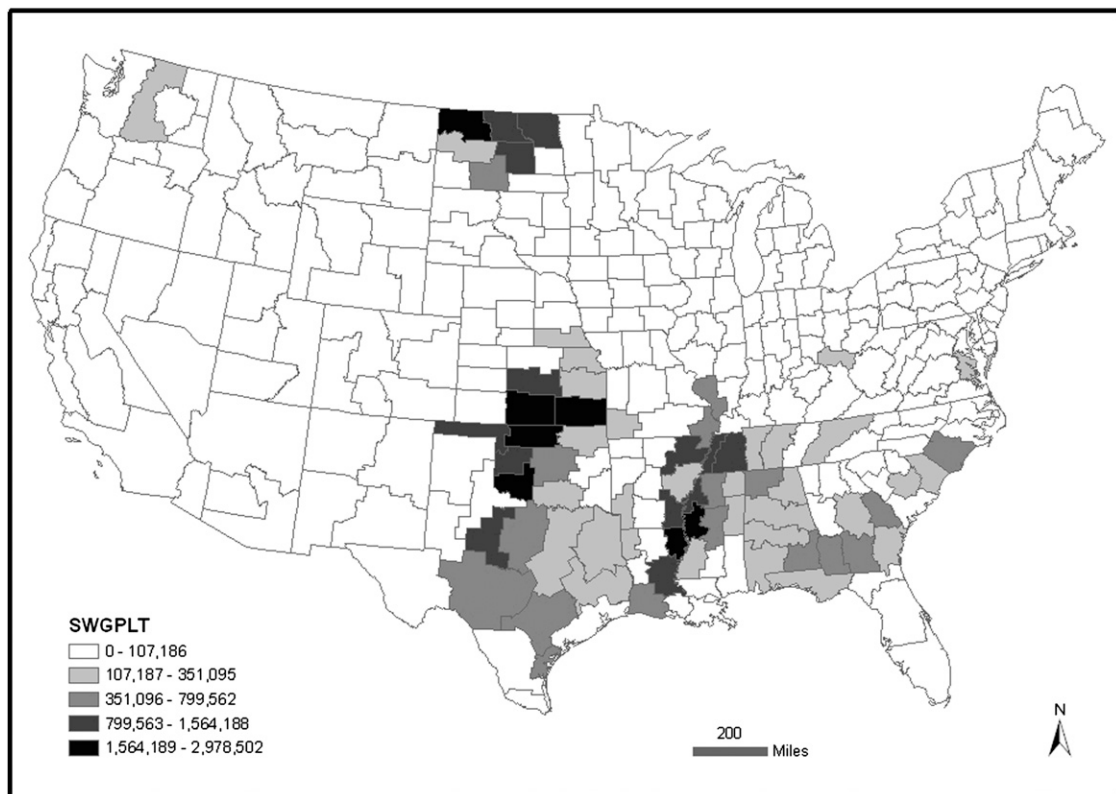 SWGPLT
0 - 107,186
107,187 - 351,095
351,096 - 799,562
799,563 - 1,564,188
1,564,189 - 2,978,502
200
Miles
N